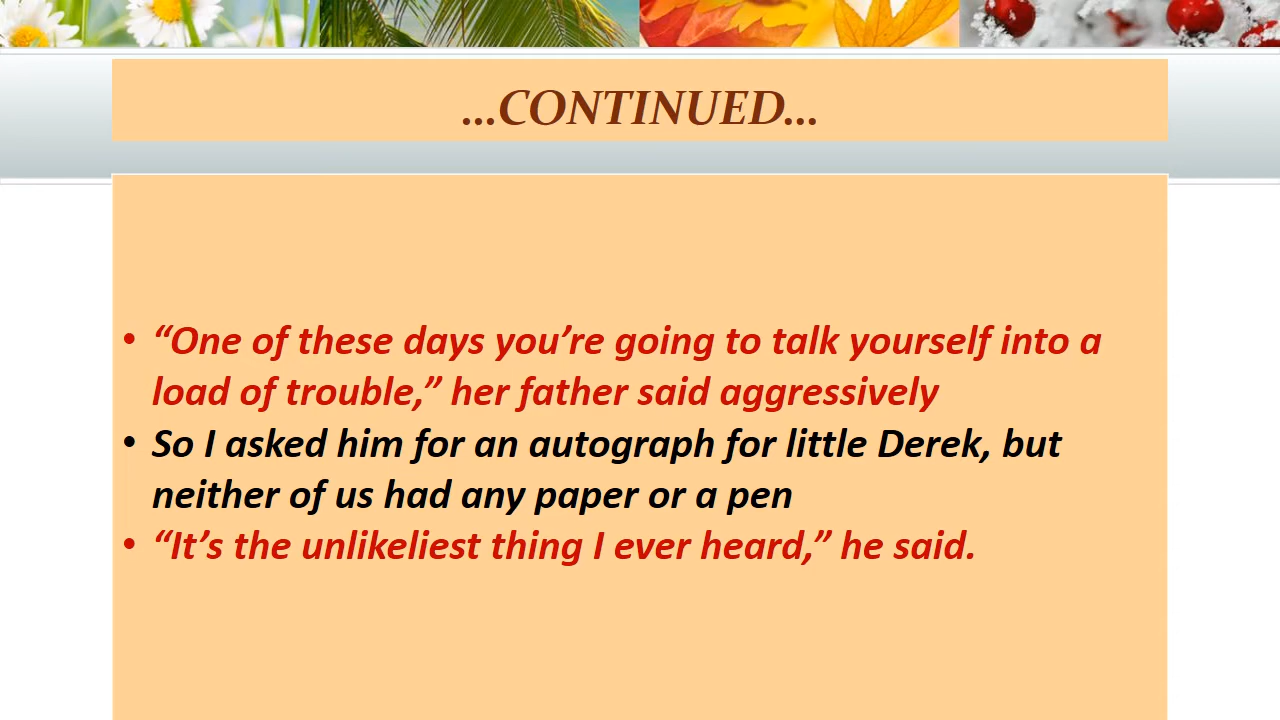 ...CONTINUED...
• “One of these days you’re going to talk yourself into a
load of trouble,” her father said aggressively
• So I asked him for an autograph for little Derek, but
neither of us had any paper or a pen
• “It’s the unlikeliest thing I ever heard,” he said.